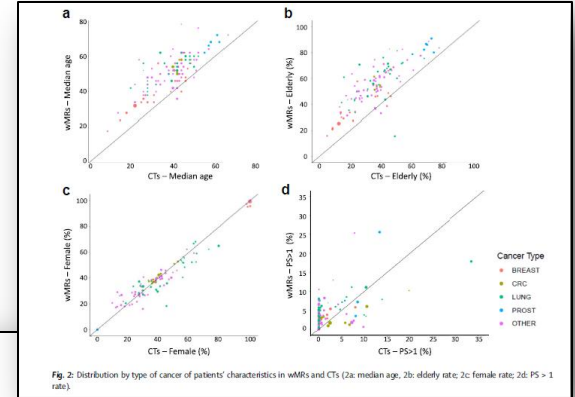 a
80
60
40
20
0
wMRs – Median age
0 20 40 60 80
CTs – Median age
b
100
80
60
40
20
0
wMRs – Elderly (%)
0 20 40 60 80 100
CTs – Elderly (%)
c
100
80
60
40
20
0
wMRs – Female (%)
0 20 40 60 80 100
CTs – Female (%)
d
35
30
25
20
15
10
5
0
wMRs – PS>1 (%)
0 5 10 15 20 25 30 35
CTs – PS>1 (%)
Cancer Type
BREAST
CRC
LUNG
PROST
OTHER
Fig. 2: Distribution by type of cancer of patients' characteristics in wMRs and CTs (2a: median age, 2b: elderly rate; 2c: female rate; 2d: PS > 1
rate).